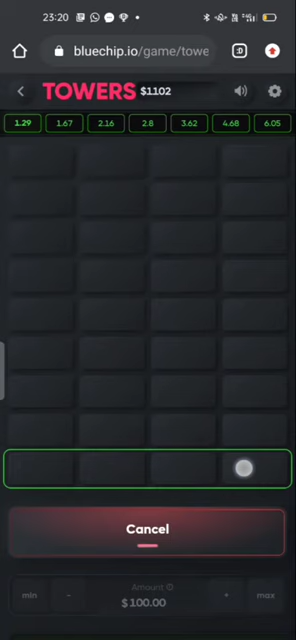 23:20
bluechip.io/game/towe
:D
TOWERS $1102
1.29 1.67 2.16 2.8 3.62 4.68 6.05
Cancel
Amount
min - $100.00 + max